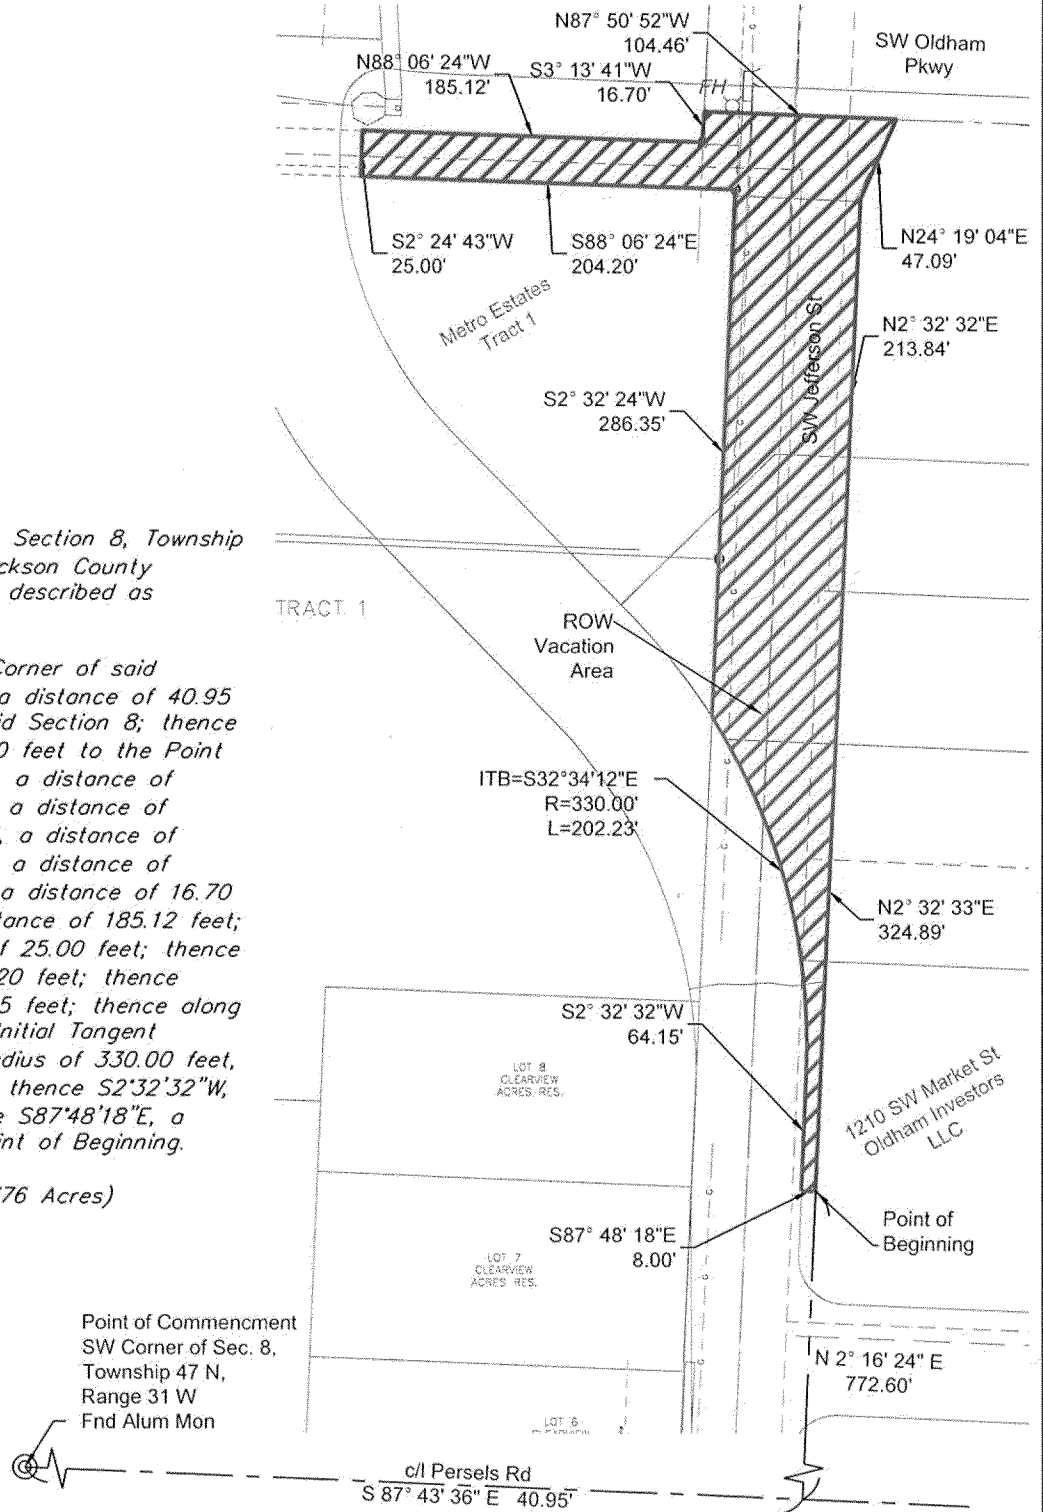 N87° 50' 52"W
104.46'
SW Oldham
Pkwy
N88° 06' 24"W
185.12'
S3° 13' 41"W
16.70'
FH
S2° 24' 43"W
25.00'
S88° 06' 24"E
204.20'
N24° 19' 04"E
47.09'
Metro Estates
Tract 1
N2° 32' 32"E
213.84'
SW Jefferson St
S2° 32' 24"W
286.35'
Section 8, Township
ckson County
described as
TRACT 1
ROW
Vacation
Area
Corner of said
a distance of 40.95
id Section 8; thence
0 feet to the Point
a distance of
a distance of
, a distance of
a distance of
a distance of 16.70
tance of 185.12 feet;
of 25.00 feet; thence
20 feet; thence
5 feet; thence along
Initial Tangent
dius of 330.00 feet,
thence S2°32'32"W,
e S87°48'18"E, a
int of Beginning.
76 Acres)
ITB=S32°34'12"E
R=330.00'
L=202.23'
N2° 32' 33"E
324.89'
S2° 32' 32"W
64.15'
LOT 8
CLEARVIEW
ACRES RES.
1210 SW Market St
Oldham Investors
LLC
S87° 48' 18"E
8.00'
Point of
Beginning
LOT 7
CLEARVIEW
ACRES RES.
Point of Commencment
SW Corner of Sec. 8,
Township 47 N,
Range 31 W
Fnd Alum Mon
N 2° 16' 24" E
772.60'
LOT 6
c/l Persels Rd
S 87° 43' 36" E 40.95'